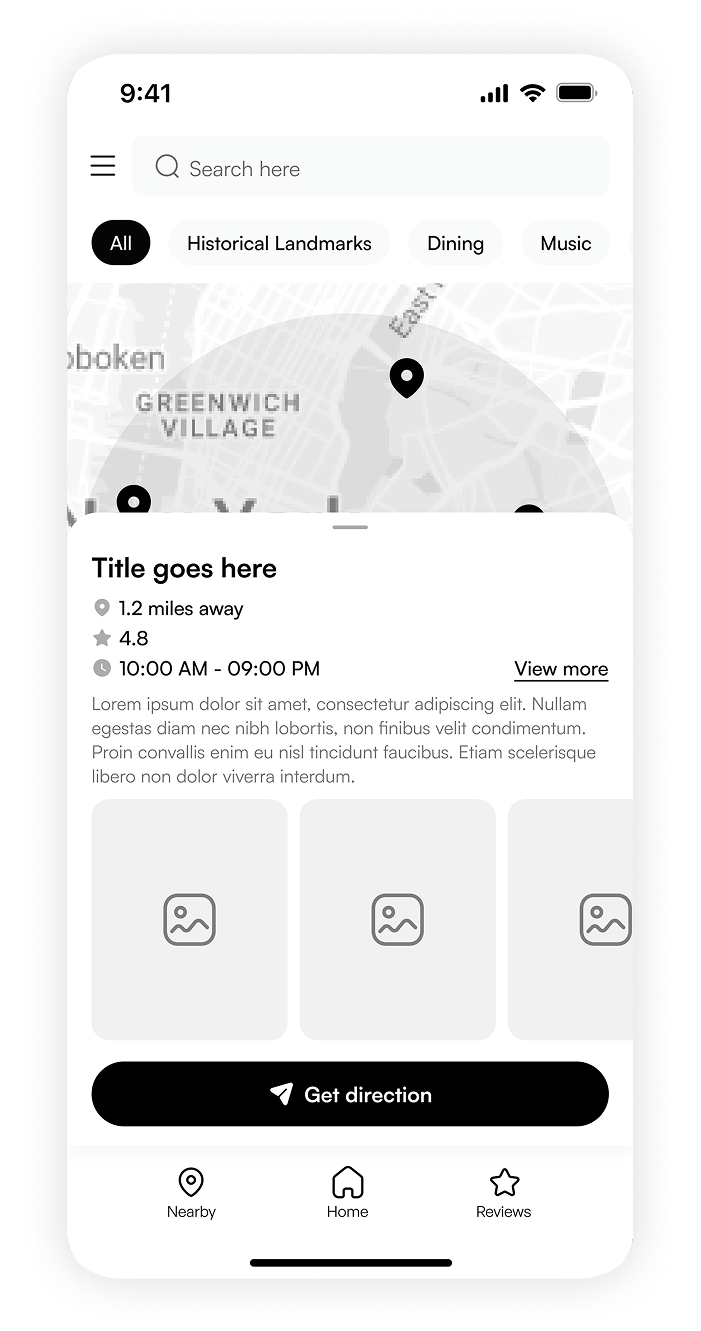 9:41
Search here
All
Historical Landmarks
Dining
Music
East
oboken
GREENWICH
VILLAGE
Title goes here
1.2 miles away
4.8
10:00 AM - 09:00 PM
View more
Lorem ipsum dolor sit amet, consectetur adipiscing elit. Nullam
egestas diam nec nibh lobortis, non finibus velit condimentum.
Proin convallis enim eu nisl tincidunt faucibus. Etiam scelerisque
libero non dolor viverra interdum.
Get direction
Nearby
Home
Reviews